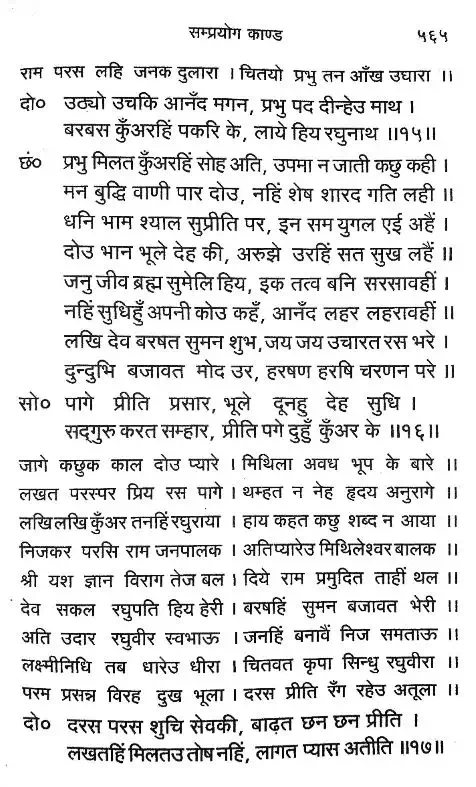 सम्प्रयोग काण्ड ५६५
राम परस लहि जनक दुलारा । चितयो प्रभु तन आँख उघारा ॥
दो० उठ्यो उचकि आनँद मगन, प्रभु पद दीन्हेउ माथ ।
बरबस कुँअरहिं पकरि के, लाये हिय रघुनाथ ॥१५॥
छं० प्रभु मिलत कुँअरहिं सोह अति, उपमा न जाती कछु कही ।
मन बुद्धि वाणी पार दोउ, नहिं शेष शारद गति लही ॥
धनि भाम श्याल सुप्रीति पर, इन सम युगल एई अहैं ।
दोउ भान भूले देह की, अरुझे उरहिं सत सुख लहैं ॥
जनु जीव ब्रह्म सुमेलि हिय, इक तत्व बनि सरसावहीं ।
नहिं सुधिहुँ अपनी कोउ कहँ, आनँद लहर लहरावहीं ॥
लखि देव बरषत सुमन शुभ, जय जय उचारत रस भरे ।
दुन्दुभि बजावत मोद उर, हरषण हरषि चरणन परे ॥
सो० पागे प्रीति प्रसार, भूले दूनहु देह सुधि ।
सद्गुरु करत सम्हार, प्रीति पगे दुहुँ कुँअर के ॥१६॥
जागे कछुक काल दोउ प्यारे । मिथिला अवध भूप के बारे ॥
लखत परस्पर प्रिय रस पागे । थम्हत न नेह हृदय अनुरागे ॥
लखि लखि कुँअर तनहिं रघुराया । हाय कहत कछु शब्द न आया ॥
निजकर परसि राम जनपालक । अतिप्यारेउ मिथिलेश्वर बालक ॥
श्री यश ज्ञान विराग तेज बल । दिये राम प्रमुदित ताहीं थल ॥
देव सकल रघुपति हिय हेरी । बरषहिं सुमन बजावत भेरी ॥
अति उदार रघुवीर स्वभाऊ । जनहिं बनावैं निज समताऊ ॥
लक्ष्मीनिधि तब धारेउ धीरा । चितवत कृपा सिन्धु रघुवीरा ॥
परम प्रसन्न विरह दुख भूला । दरस प्रीति रँग रहेउ अतूला ॥
दो० दरस परस शुचि सेवकी, बाढ़त छन छन प्रीति ।
लखतहिं मिलतउ तोष नहिं, लागत प्यास अतीति ॥१७॥